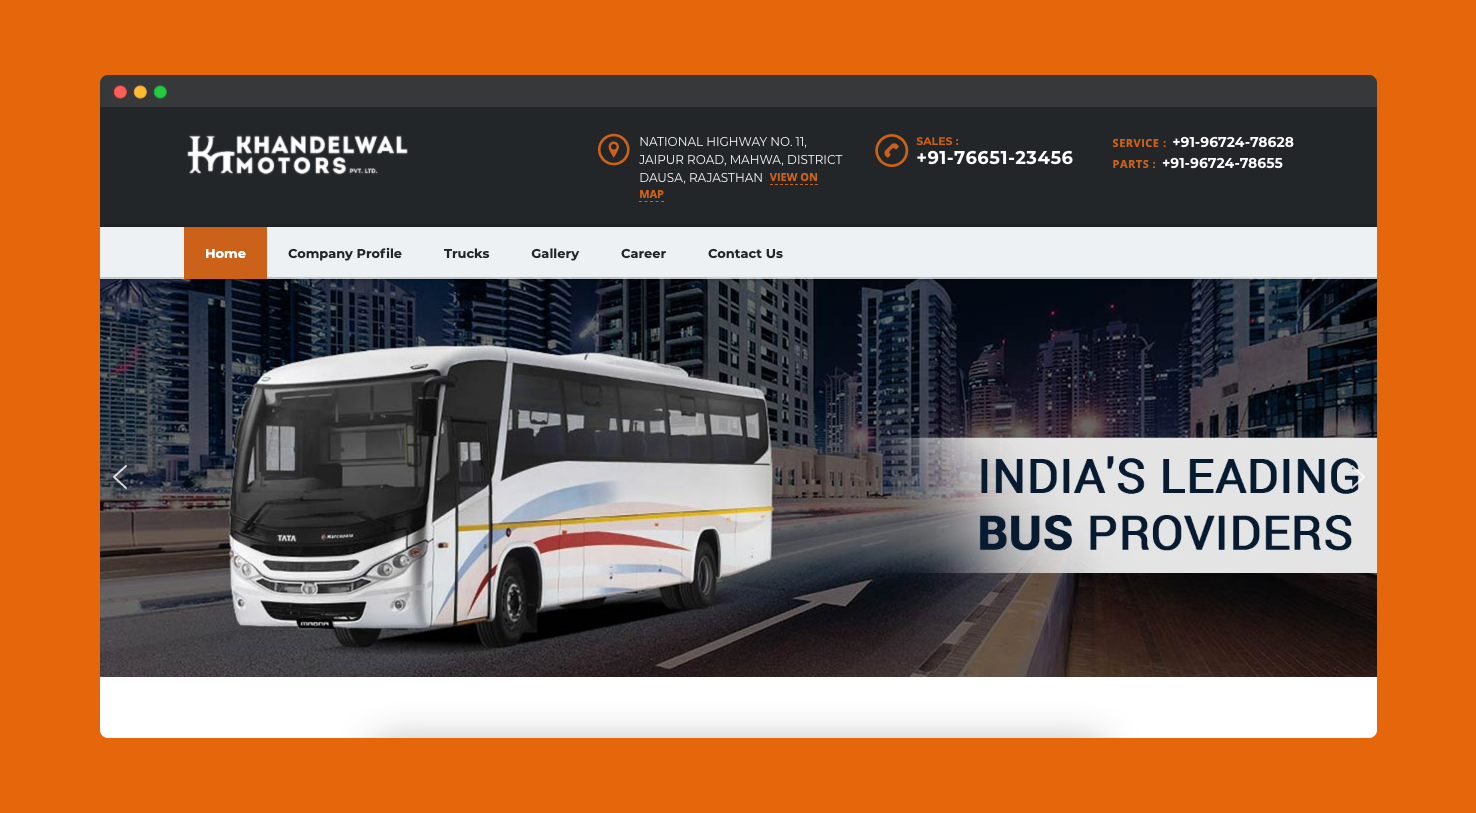 KHANDELWAL
MOTORS PVT. LTD.
NATIONAL HIGHWAY NO. 11,
JAIPUR ROAD, MAHWA, DISTRICT
DAUSA, RAJASTHAN VIEW ON
MAP
SALES :
+91-76651-23456
SERVICE : +91-96724-78628
PARTS : +91-96724-78655
Home Company Profile Trucks Gallery Career Contact Us
INDIA'S LEADING
BUS PROVIDERS
TATA Marcopolo
MAGNA